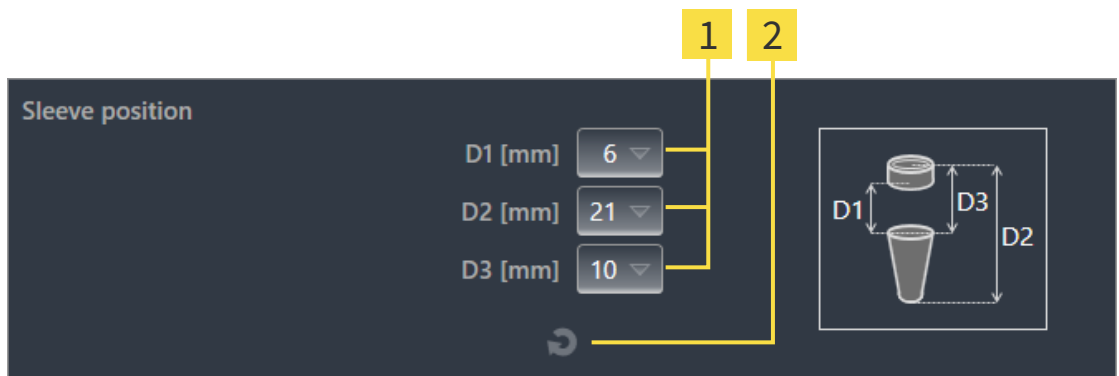 1 2
Sleeve position
D1 [mm] 6
D2 [mm] 21
D3 [mm] 10
D1 D3
D2